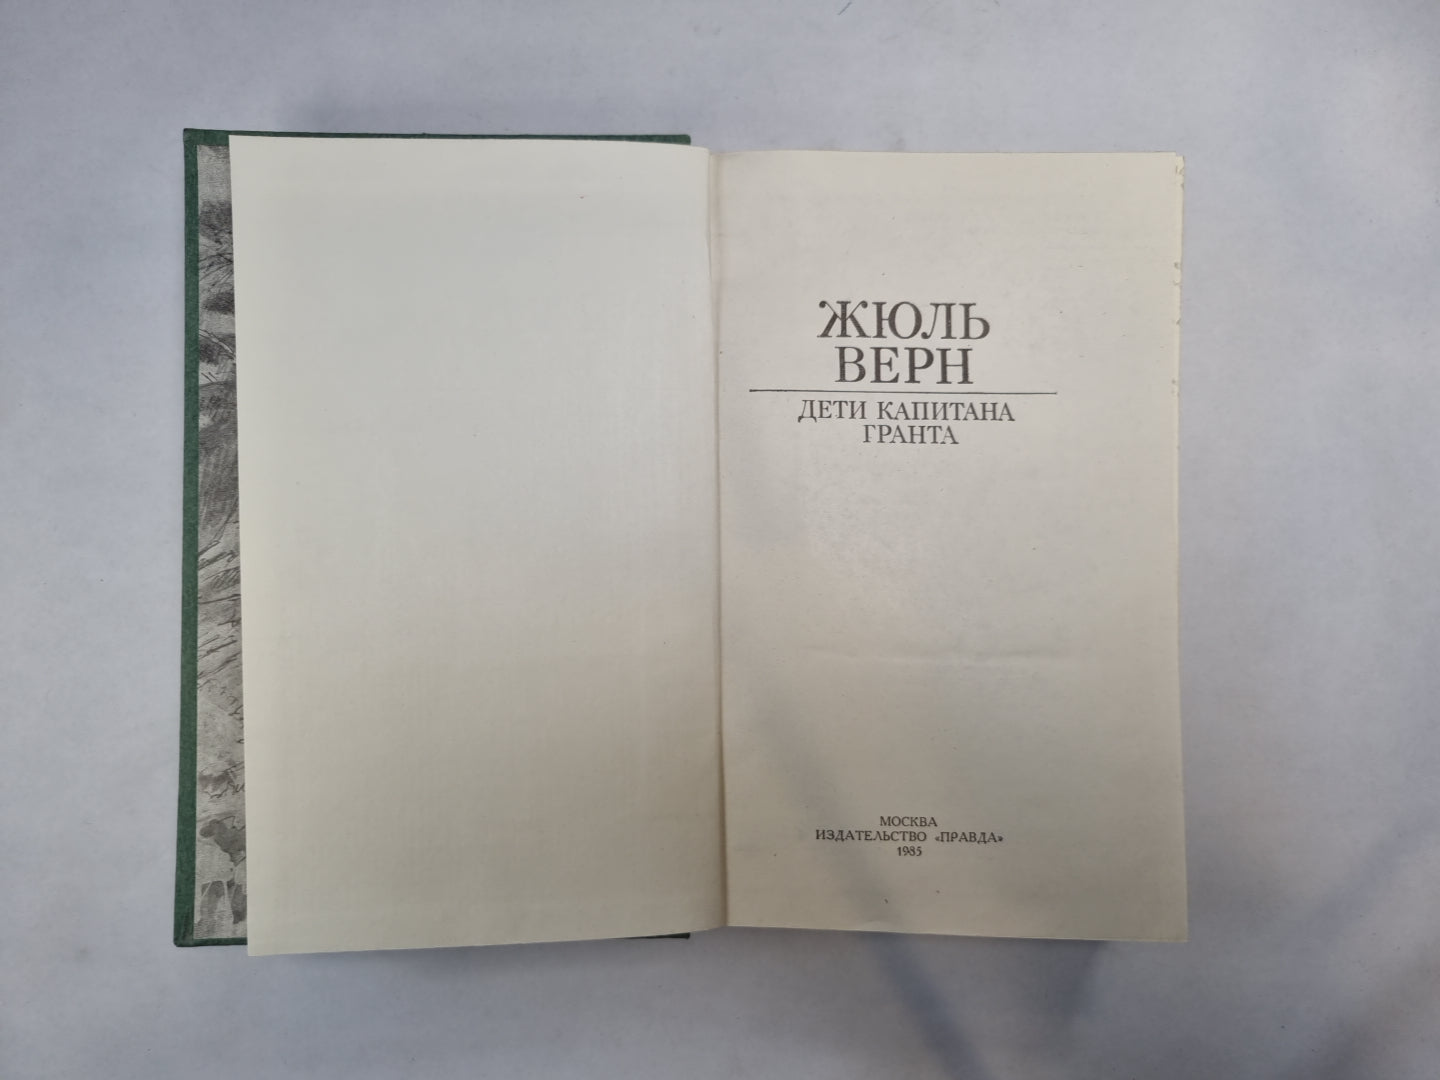 ЖЮЛЬ
ВЕРН
ДЕТИ КАПИТАНА
ГРАНТА
МОСКВА
ИЗДАТЕЛЬСТВО «ПРАВДА»
1985